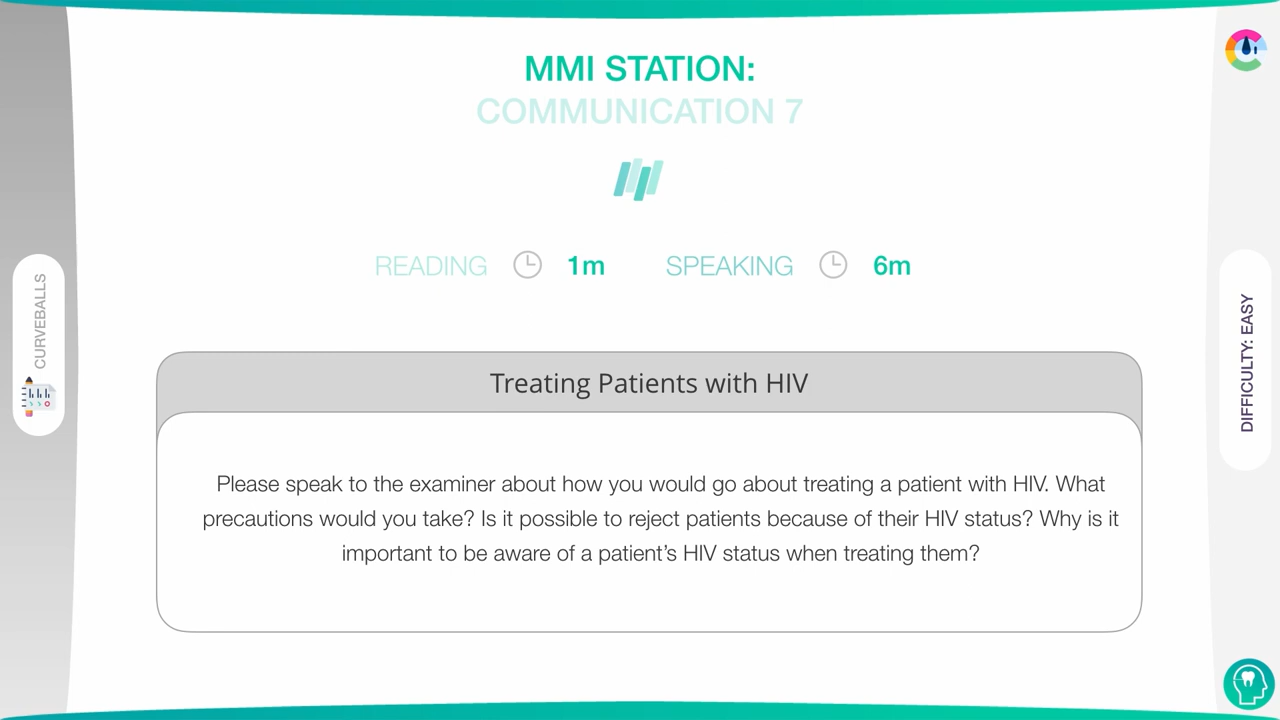 MMI STATION:
COMMUNICATION 7
READING 1m SPEAKING 6m
CURVEBALLS
DIFFICULTY: EASY
Treating Patients with HIV
Please speak to the examiner about how you would go about treating a patient with HIV. What
precautions would you take? Is it possible to reject patients because of their HIV status? Why is it
important to be aware of a patient’s HIV status when treating them?